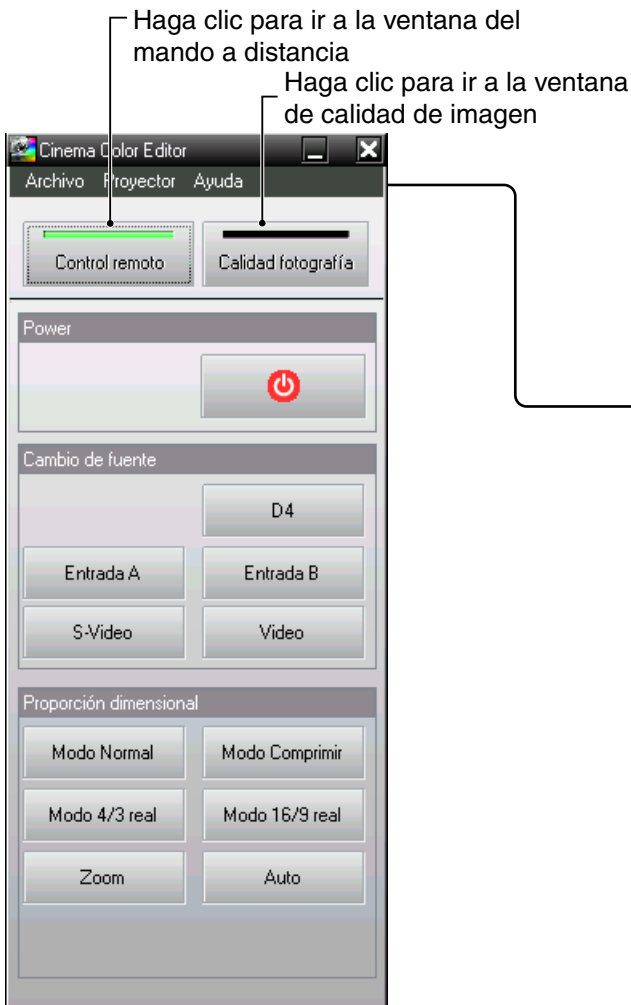 Haga clic para ir a la ventana del
mando a distancia
Haga clic para ir a la ventana
de calidad de imagen
Cinema Color Editor
Archivo Proyector Ayuda
Control remoto Calidad fotografía
Power
Cambio de fuente
D4
Entrada A Entrada B
S-Video Video
Proporción dimensional
Modo Normal Modo Comprimir
Modo 4/3 real Modo 16/9 real
Zoom Auto